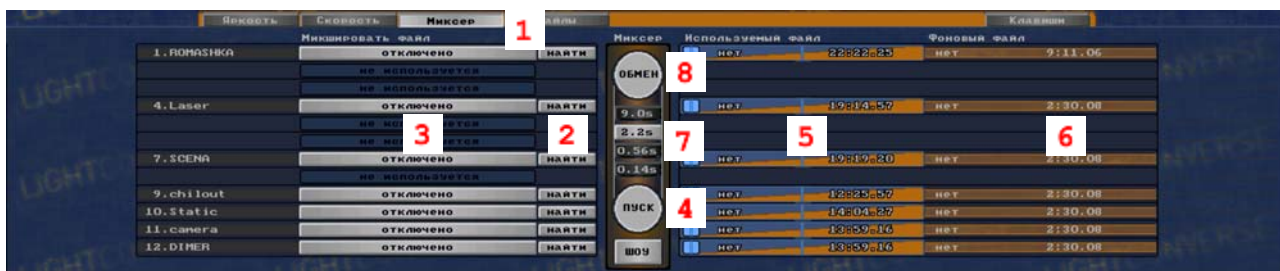 Яркость Скорость Миксер 1 айлы Клавиши
Микшировать файл Миксер Используемый файл Фоновый файл
1.ROMASHKA отключено найти нет 22:22.25 нет 9:11.06
не используется ОБМЕН 8
не используется
4.Laser отключено найти 9.0s нет 19:14.57 нет 2:30.08
не используется 2.2s
не используется 3 2 7 5 6
7.SCENA отключено найти 0.56s нет 19:19.20 нет 2:30.08
не используется 0.14s
9.chilout отключено найти нет 12:25.57 нет 2:30.08
10.Static отключено найти ПУСК 4 нет 14:04.27 нет 2:30.08
11.camera отключено найти нет 13:59.16 нет 2:30.08
12.DIMER отключено найти ШОУ нет 13:59.16 нет 2:30.08